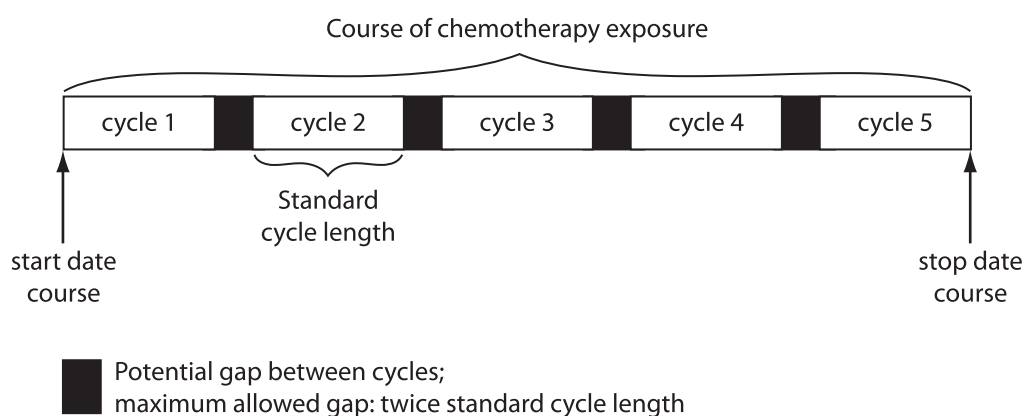 Course of chemotherapy exposure
cycle 1 cycle 2 cycle 3 cycle 4 cycle 5
Standard
cycle length
start date
course
stop date
course
Potential gap between cycles;
maximum allowed gap: twice standard cycle length